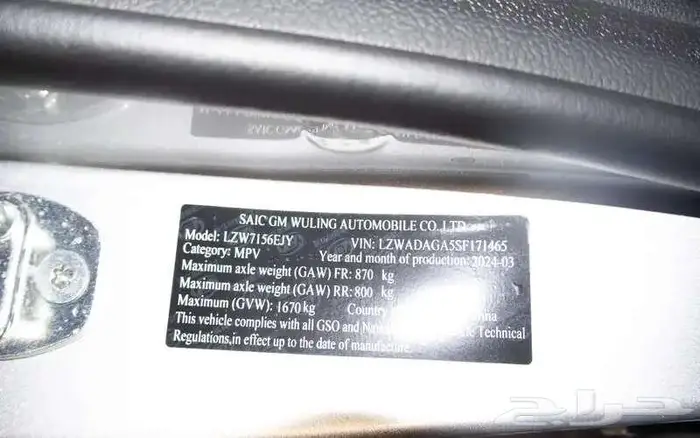 SAIC GM WULING AUTOMOBILE CO.,LTD
Model: LZW7156EJY VIN: LZWADAGA5SF171465
Category: MPV Year and month of production: 2024-03
Maximum axle weight (GAW) FR: 870 kg
Maximum axle weight (GAW) RR: 800 kg
Maximum (GVW): 1670 kg Country
This vehicle complies with all GSO and Technical
Regulations,in effect up to the date of manufacture.
حراج